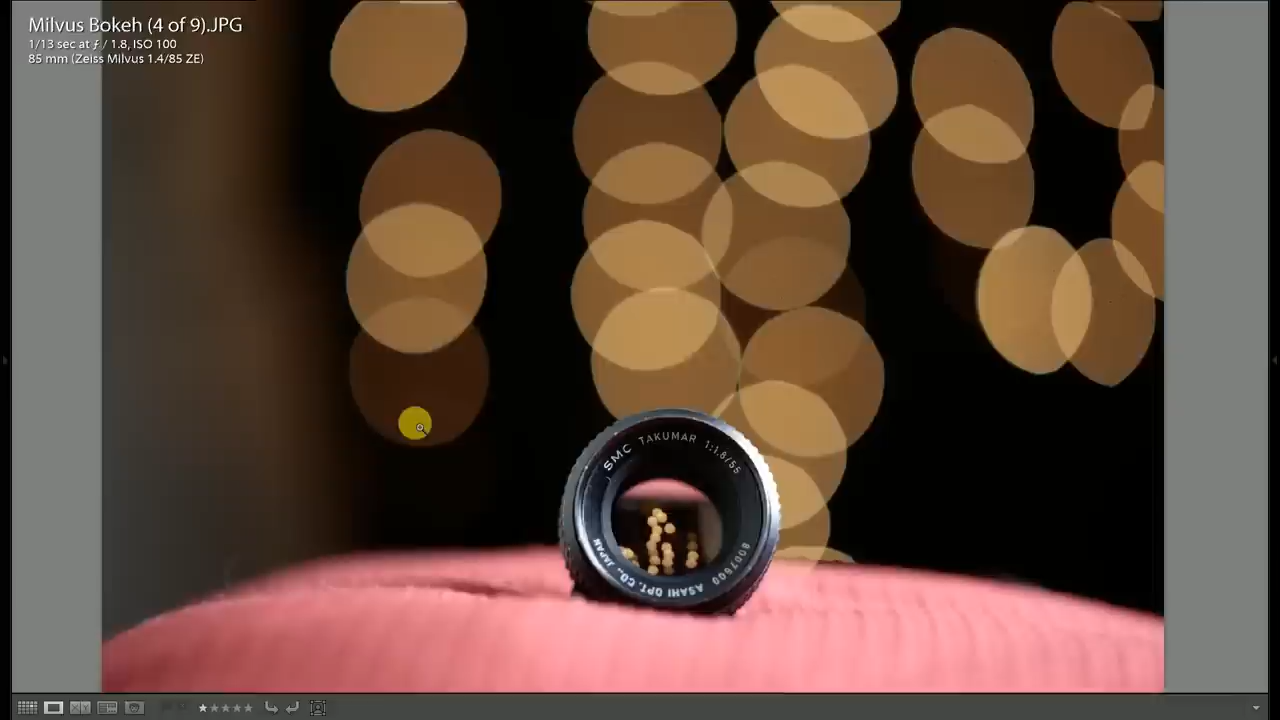 Milvus Bokeh (4 of 9).JPG
1/13 sec at ƒ / 1.8, ISO 100
85 mm (Zeiss Milvus 1.4/85 ZE)
SMC TAKUMAR 1:1.8/55
8007600 ASAHI OPT. CO., JAPAN